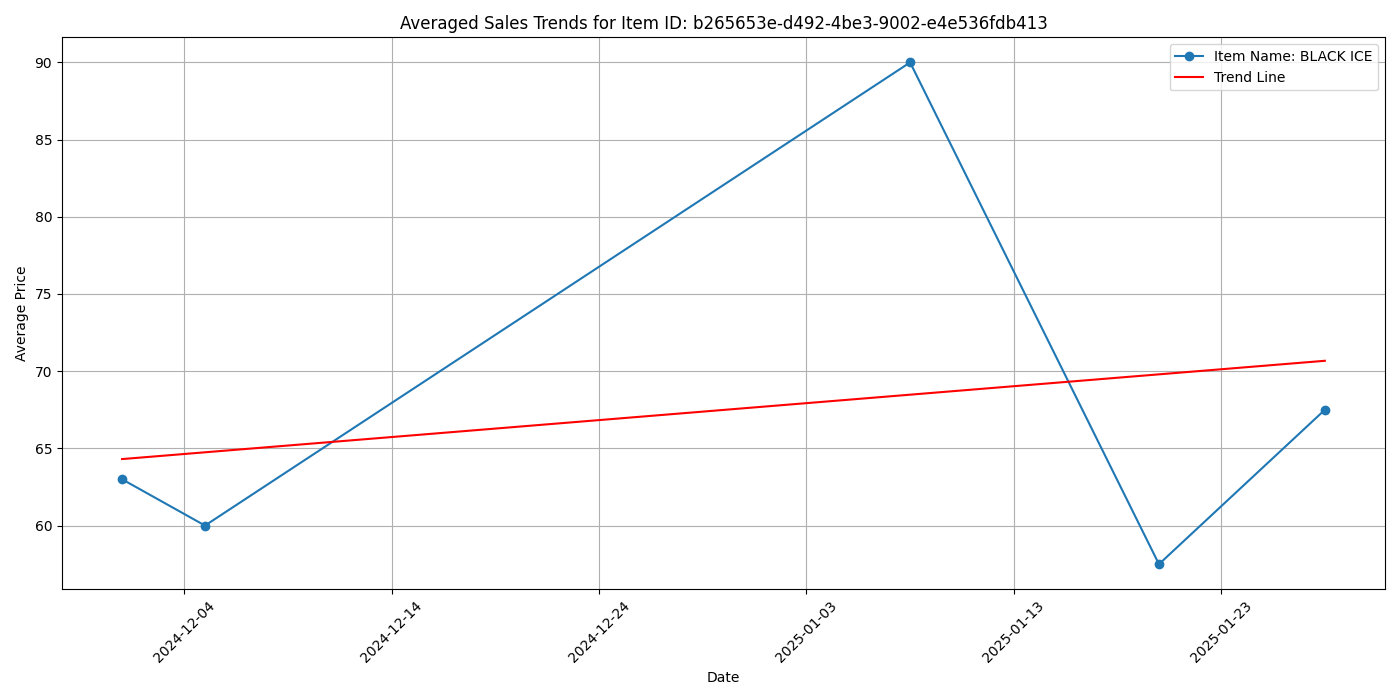 Averaged Sales Trends for Item ID: b265653e-d492-4be3-9002-e4e536fdb413
Item Name: BLACK ICE
Trend Line
Average Price
90
85
80
75
70
65
60
2024-12-04
2024-12-14
2024-12-24
2025-01-03
2025-01-13
2025-01-23
Date